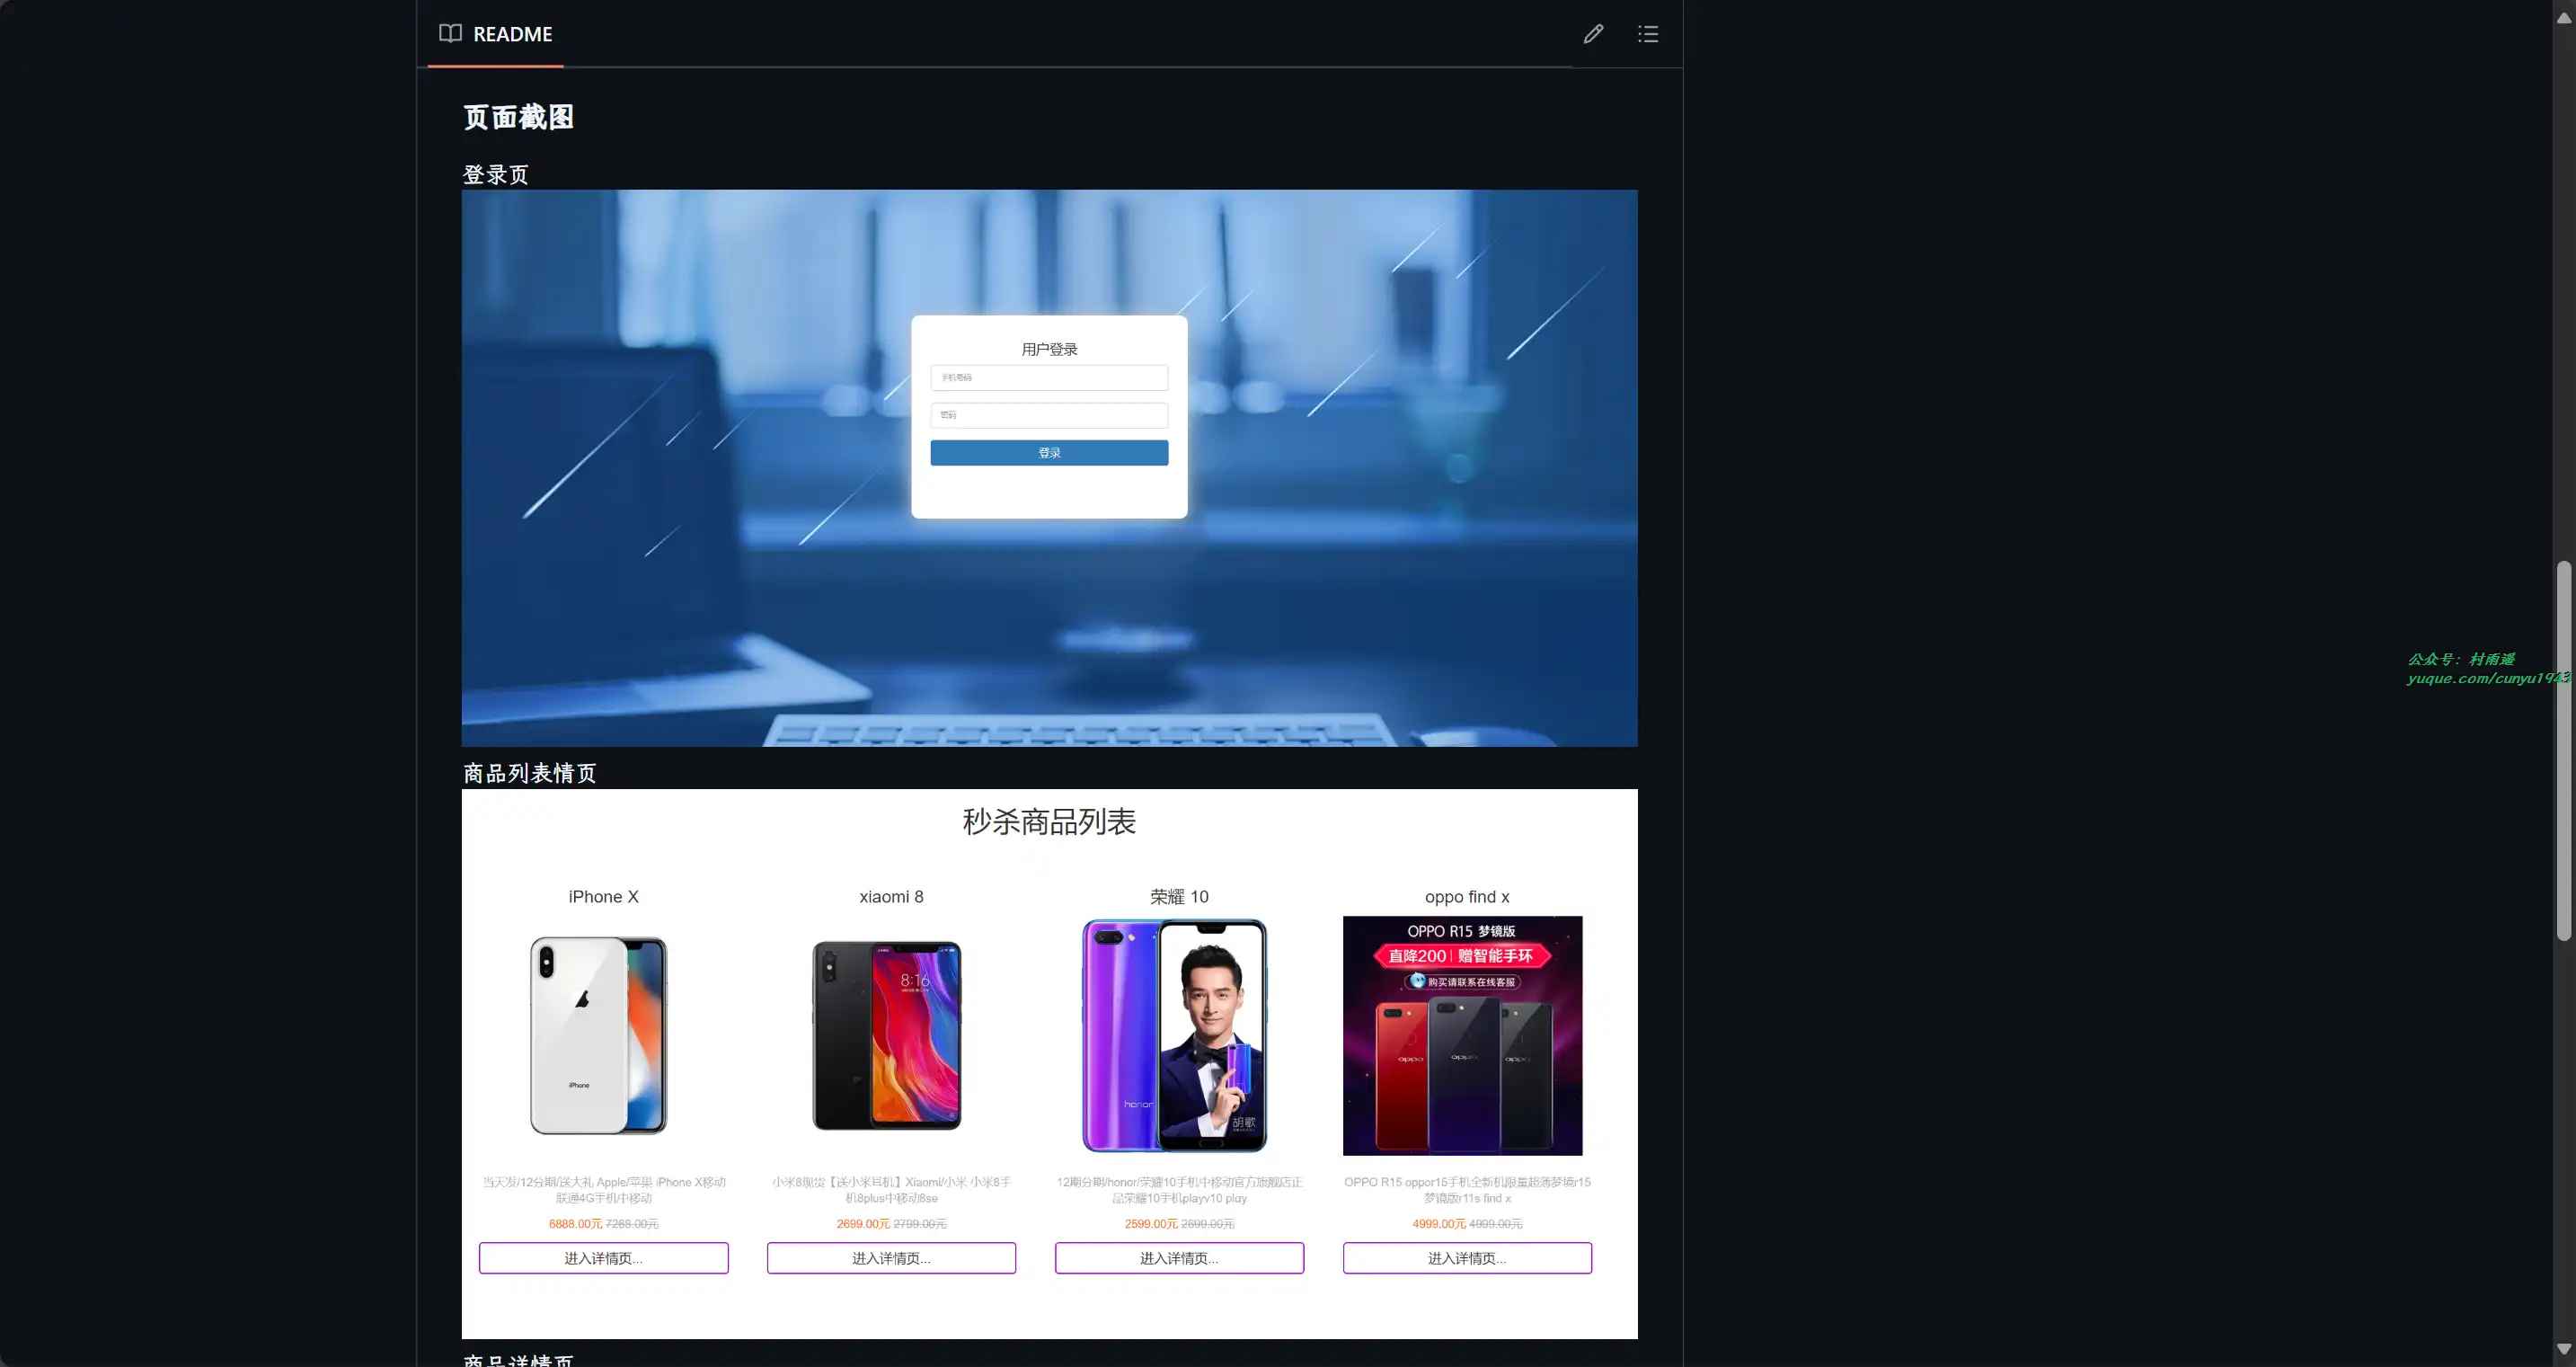 README
页面截图
登录页
用户登录
手机号码
密码
登录
商品列表情页
秒杀商品列表
iPhone X
xiaomi 8
荣耀 10
oppo find x
iPhone
8:16
honor
胡歌
OPPO R15 梦镜版
直降200 | 赠智能手环
购买请联系在线客服
oppo
oppo
oppo
当天发/12分期/送大礼 Apple/苹果 iPhone X移动
联通4G手机中移动
小米8现货【送小米耳机】Xiaomi/小米 小米8手
机8plus中移动8se
12期分期/honor/荣耀10手机中移动官方旗舰店正
品荣耀10手机playv10 play
OPPO R15 oppor15手机全新机限量超薄梦境r15
梦镜版r11s find x
6888.00元 7268.00元
2699.00元 2799.00元
2599.00元 2699.00元
4999.00元 4999.00元
进入详情页...
进入详情页...
进入详情页...
进入详情页...
商品详情页
公众号：村雨遥
yuque.com/cunyu1943